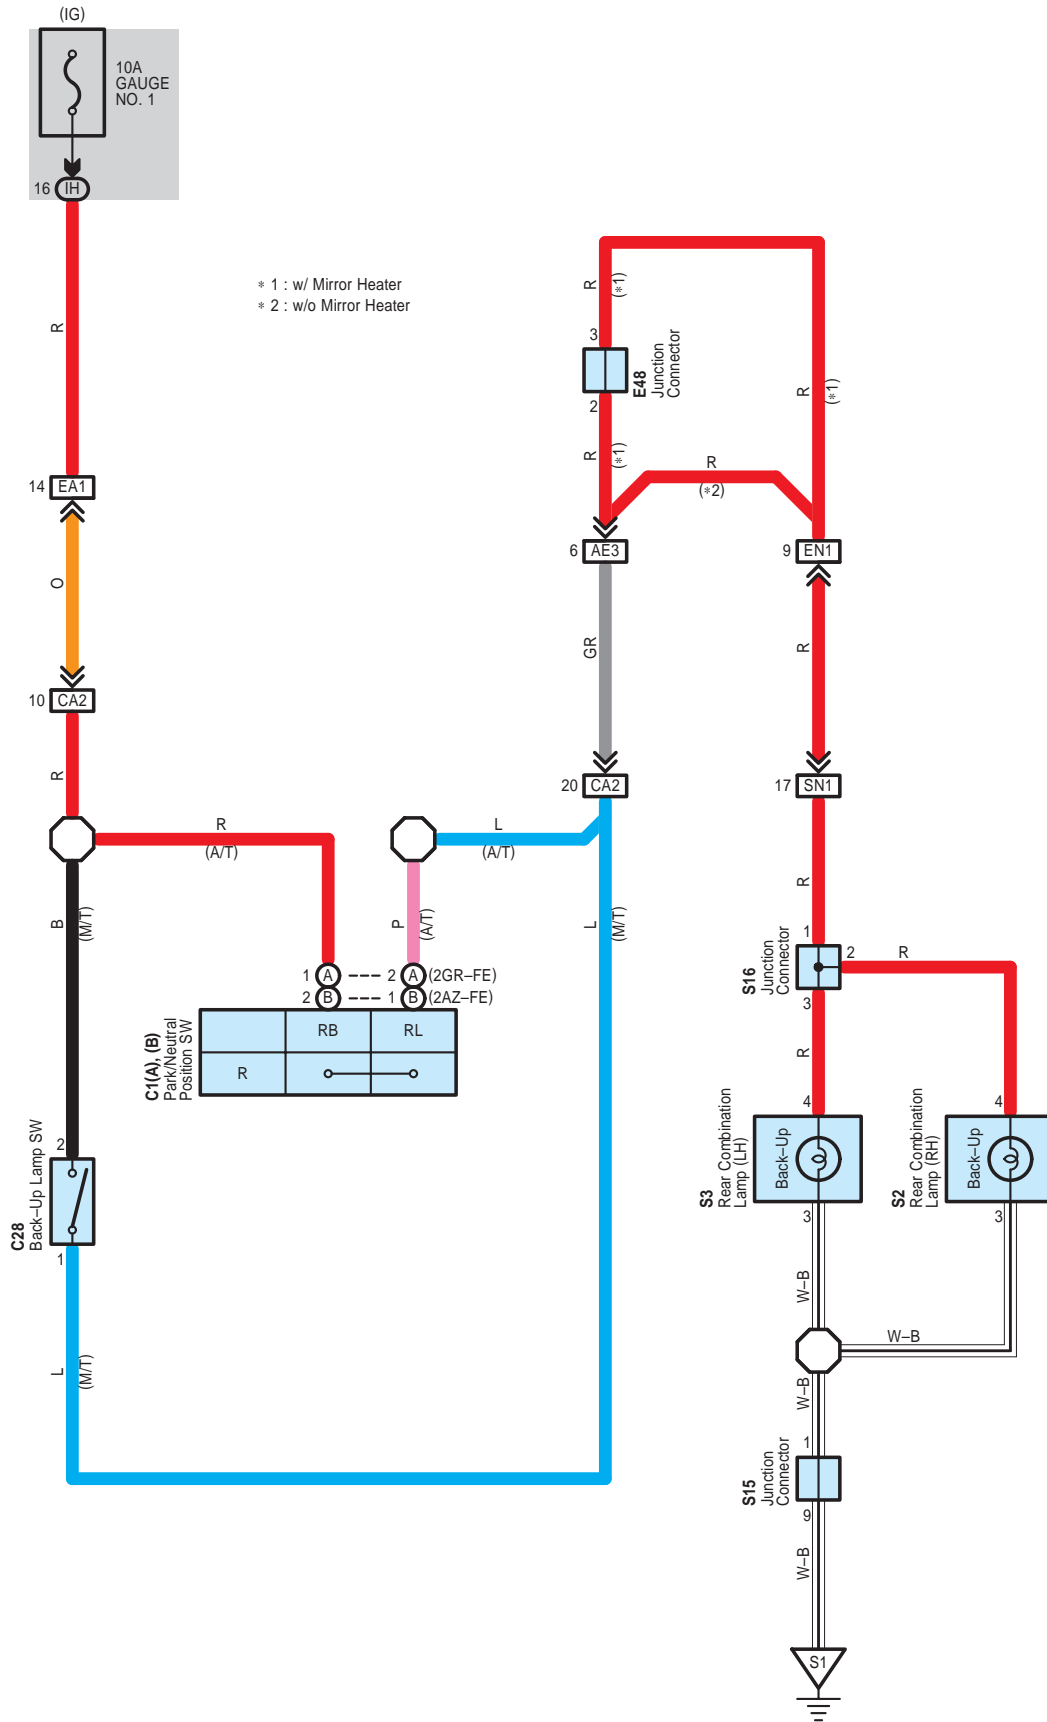 (IG)
10A
GAUGE
NO. 1
16 IH
R
∗ 1 : w/ Mirror Heater
∗ 2 : w/o Mirror Heater
14 EA1
O
10 CA2
R
R
(A/T)
B
(M/T)
L
(A/T)
P
(A/T)
1 A 2 A (2GR–FE)
2 B 1 B (2AZ–FE)
RB RL
R
C1(A), (B)
Park/Neutral
Position SW
2
C28
Back–Up Lamp SW
1
L
(M/T)
R
(∗1)
3
E48
Junction
Connector
2
R
(∗1)
R
(∗2)
R
(∗1)
6 AE3
9 EN1
GR
R
20 CA2
17 SN1
L
(M/T)
R
1
S16
Junction
Connector
2
R
3
R
4
4
S3
Rear Combination
Lamp (LH)
Back–Up
S2
Rear Combination
Lamp (RH)
Back–Up
3
3
W–B
W–B
W–B
1
S15
Junction
Connector
9
W–B
S1